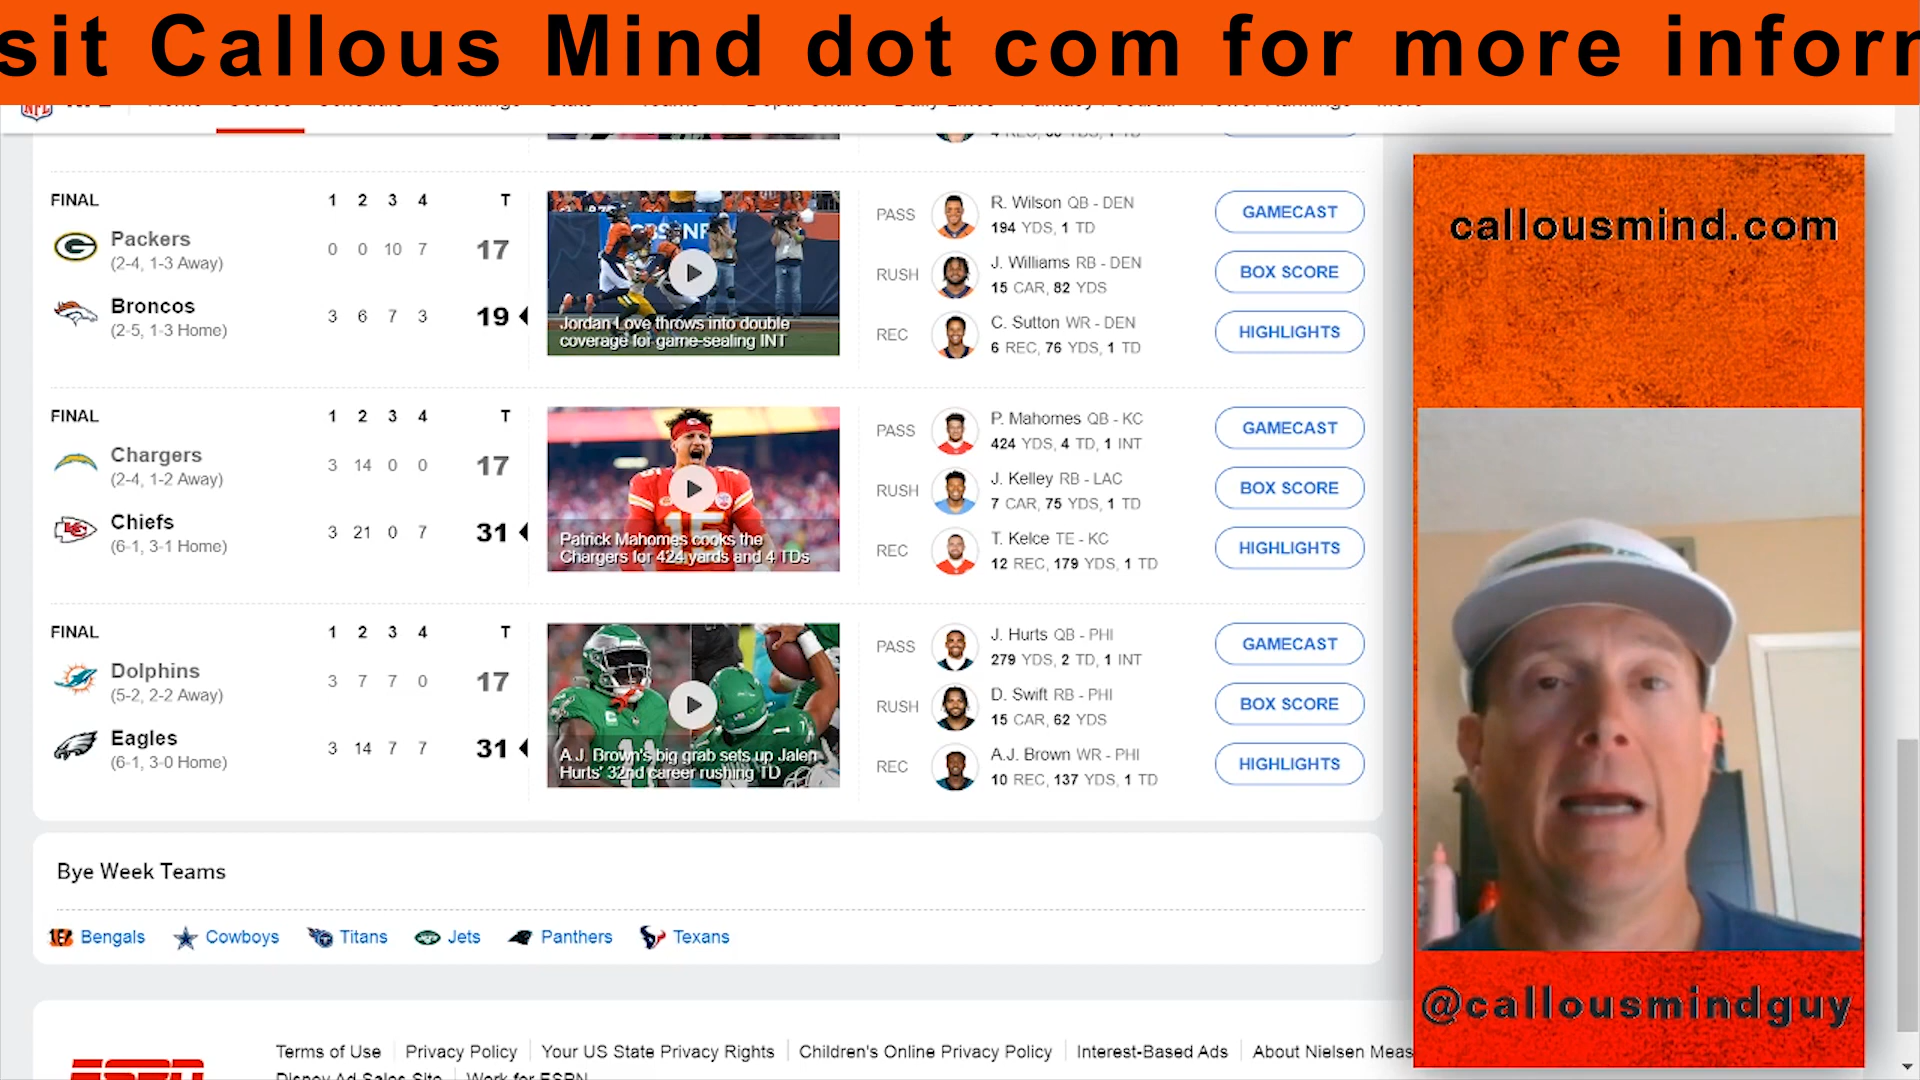 sit Callous Mind dot com for more inforr
FINAL 1 2 3 4 T
Packers 0 0 10 7 17
(2-4, 1-3 Away)
Broncos 3 6 7 3 19
(2-5, 1-3 Home)
Jordan Love throws into double
coverage for game-sealing INT
PASS R. Wilson QB - DEN
194 YDS, 1 TD
RUSH J. Williams RB - DEN
15 CAR, 82 YDS
REC C. Sutton WR - DEN
6 REC, 76 YDS, 1 TD
GAMECAST
BOX SCORE
HIGHLIGHTS
FINAL 1 2 3 4 T
Chargers 3 14 0 0 17
(2-4, 1-2 Away)
Chiefs 3 21 0 7 31
(6-1, 3-1 Home)
Patrick Mahomes cooks the
Chargers for 424 yards and 4 TDs
PASS P. Mahomes QB - KC
424 YDS, 4 TD, 1 INT
RUSH J. Kelley RB - LAC
7 CAR, 75 YDS, 1 TD
REC T. Kelce TE - KC
12 REC, 179 YDS, 1 TD
GAMECAST
BOX SCORE
HIGHLIGHTS
FINAL 1 2 3 4 T
Dolphins 3 7 7 0 17
(5-2, 2-2 Away)
Eagles 3 14 7 7 31
(6-1, 3-0 Home)
A.J. Brown's big grab sets up Jalen
Hurts' 32nd career rushing TD
PASS J. Hurts QB - PHI
279 YDS, 2 TD, 1 INT
RUSH D. Swift RB - PHI
15 CAR, 62 YDS
REC A.J. Brown WR - PHI
10 REC, 137 YDS, 1 TD
GAMECAST
BOX SCORE
HIGHLIGHTS
Bye Week Teams
Bengals Cowboys Titans Jets Panthers Texans
Terms of Use Privacy Policy Your US State Privacy Rights Children's Online Privacy Policy Interest-Based Ads About Nielsen Meas
Disney Ad Sales Site Work for ESPN
ESPN
callousmind.com
@callousmindguy